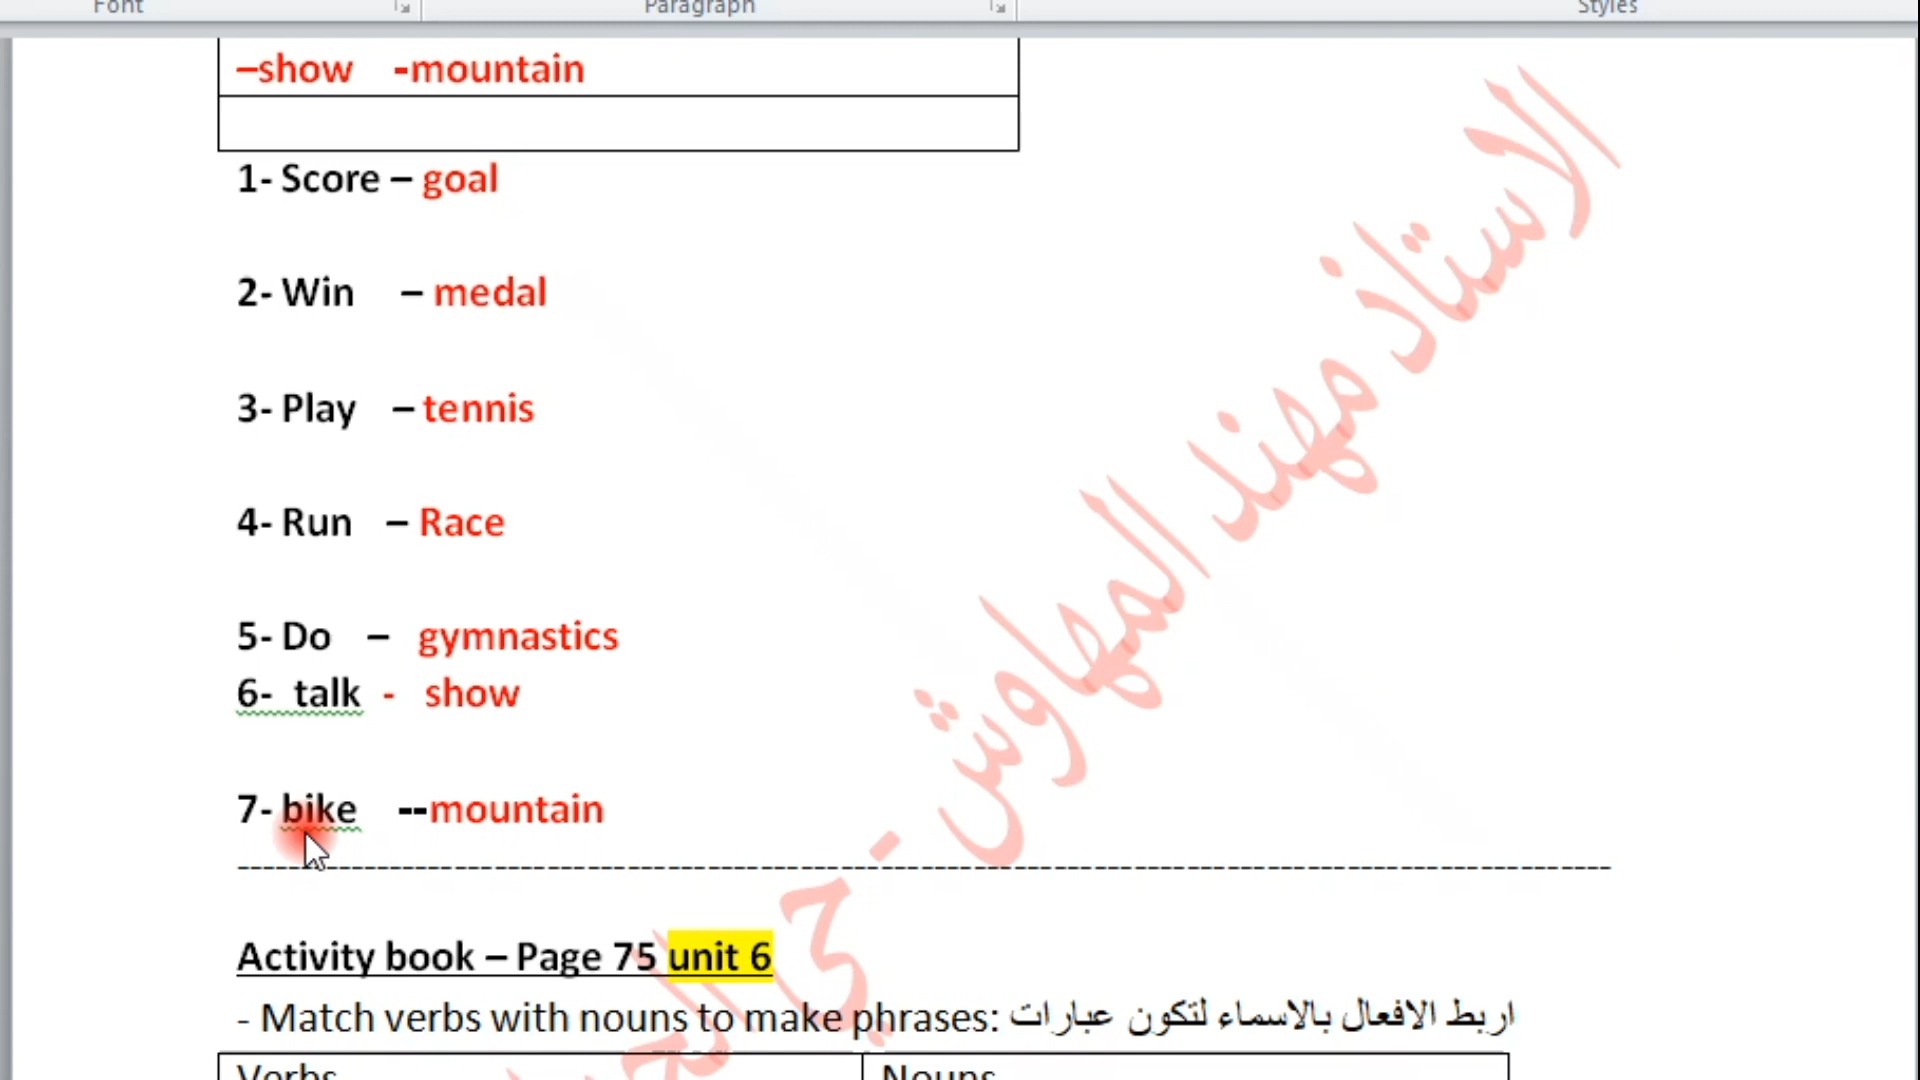 Font Paragraph Styles
–show -mountain
1- Score – goal
2- Win – medal
3- Play – tennis
4- Run – Race
5- Do – gymnastics
6- talk - show
7- bike --mountain
Activity book – Page 75 unit 6
- Match verbs with nouns to make phrases: اربط الافعال بالاسماء لتكون عبارات
Verbs Nouns
الاستاذ مهند المهاوش -